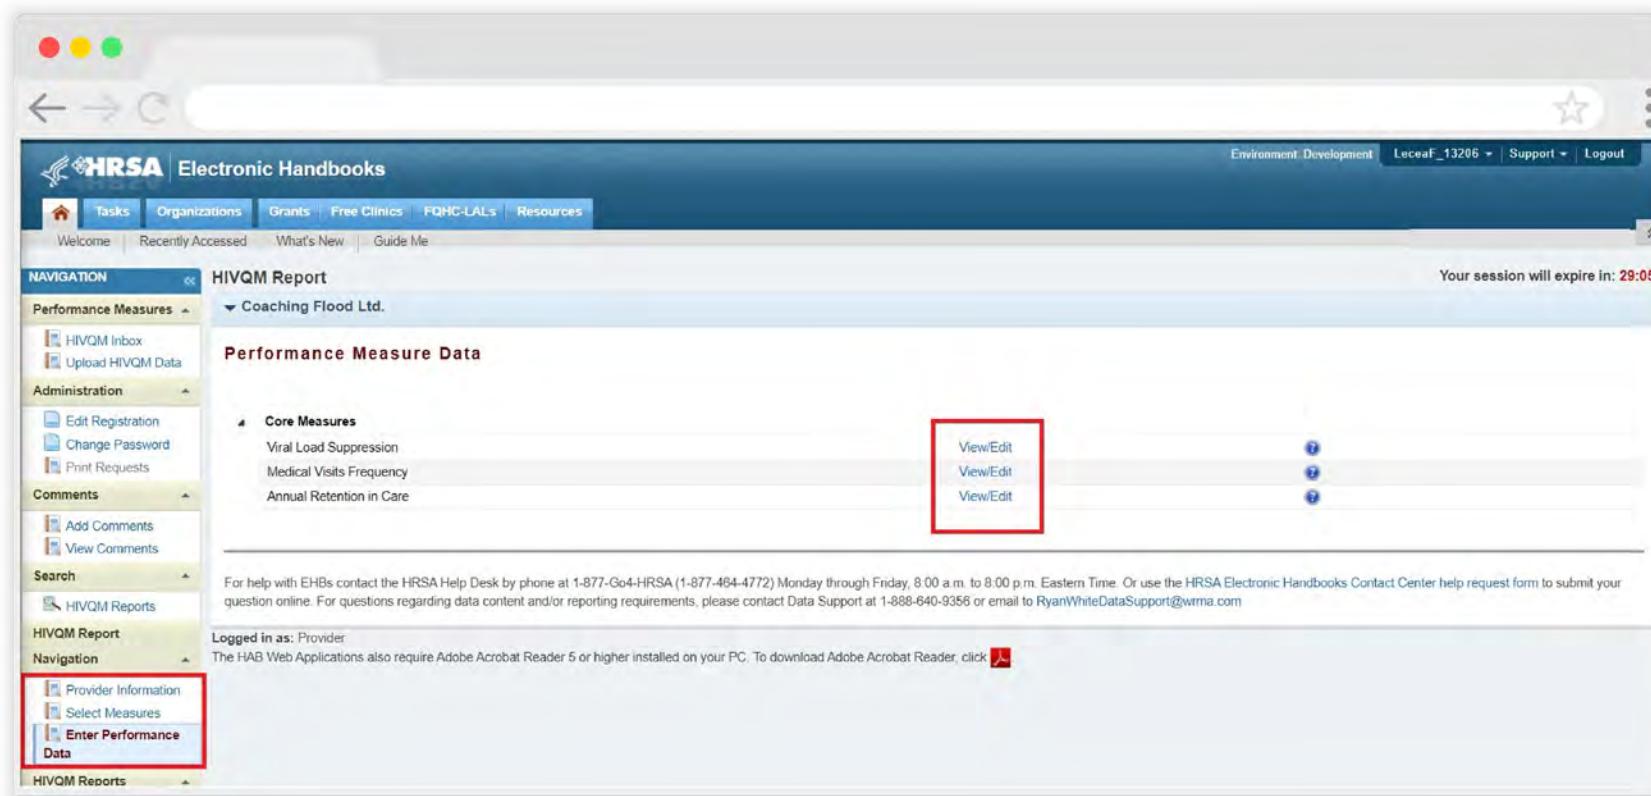 HRSA Electronic Handbooks
Environment: Development LeceaF_13206 Support Logout
Tasks Organizations Grants Free Clinics FQHC-LALs Resources
Welcome Recently Accessed What's New Guide Me
NAVIGATION
Performance Measures
HIVQM Inbox
Upload HIVQM Data
Administration
Edit Registration
Change Password
Print Requests
Comments
Add Comments
View Comments
Search
HIVQM Reports
HIVQM Report
Navigation
Provider Information
Select Measures
Enter Performance
Data
HIVQM Reports
HIVQM Report
Your session will expire in: 29:05
Coaching Flood Ltd.
Performance Measure Data
Core Measures
Viral Load Suppression View/Edit
Medical Visits Frequency View/Edit
Annual Retention in Care View/Edit
For help with EHBs contact the HRSA Help Desk by phone at 1-877-Go4-HRSA (1-877-464-4772) Monday through Friday, 8:00 a.m. to 8:00 p.m. Eastern Time. Or use the HRSA Electronic Handbooks Contact Center help request form to submit your
question online. For questions regarding data content and/or reporting requirements, please contact Data Support at 1-888-640-9356 or email to RyanWhiteDataSupport@wrma.com
Logged in as: Provider
The HAB Web Applications also require Adobe Acrobat Reader 5 or higher installed on your PC. To download Adobe Acrobat Reader, click